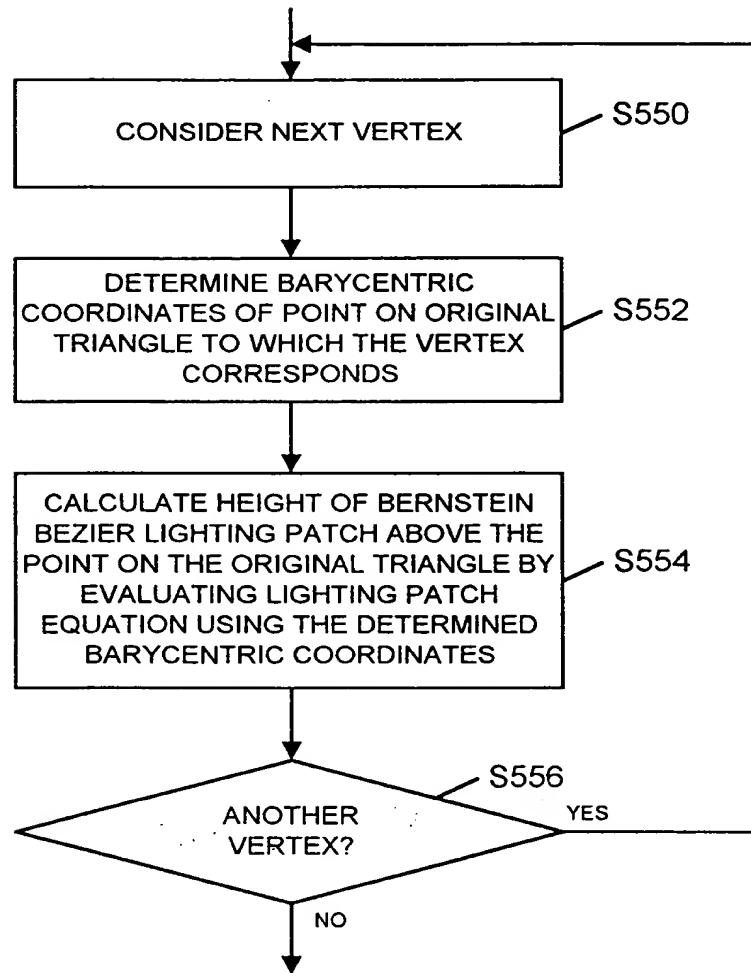 CONSIDER NEXT VERTEX
S550
DETERMINE BARYCENTRIC
COORDINATES OF POINT ON ORIGINAL
TRIANGLE TO WHICH THE VERTEX
CORRESPONDS
S552
CALCULATE HEIGHT OF BERNSTEIN
BEZIER LIGHTING PATCH ABOVE THE
POINT ON THE ORIGINAL TRIANGLE BY
EVALUATING LIGHTING PATCH
EQUATION USING THE DETERMINED
BARYCENTRIC COORDINATES
S554
S556
ANOTHER
VERTEX?
YES
NO